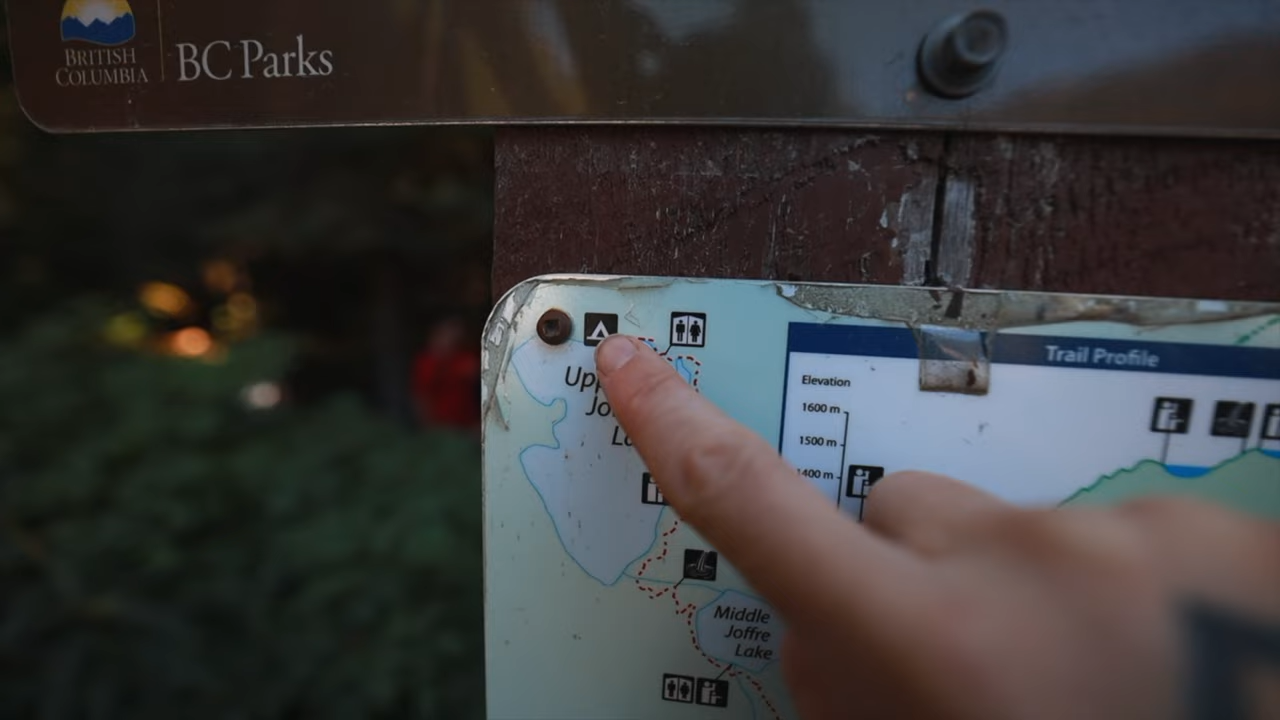 BRITISH
COLUMBIA
BC Parks
Trail Profile
Elevation
1600 m
1500 m
1400 m
Middle
Joffre
Lake